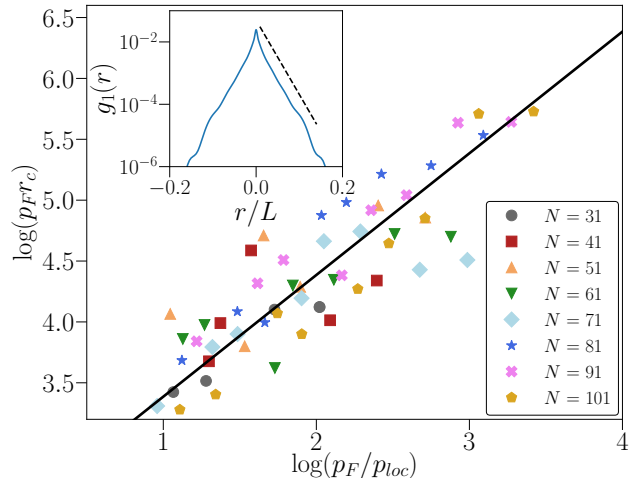 6.5
6.0
5.5
5.0
4.5
4.0
3.5
log(p_F r_c)
1
2
3
4
log(p_F/p_{loc})
10^{-2}
10^{-4}
10^{-6}
g_1(r)
−0.2
0.0
0.2
r/L
N = 31
N = 41
N = 51
N = 61
N = 71
N = 81
N = 91
N = 101